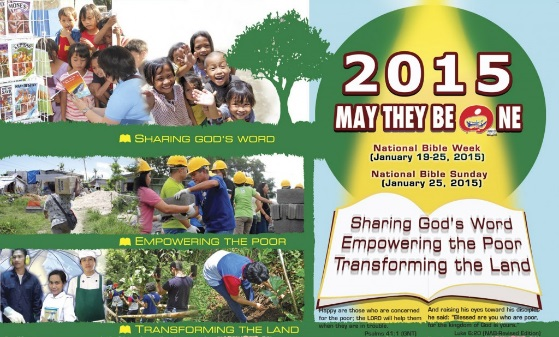 SHARING GOD'S WORD
EMPOWERING THE POOR
TRANSFORMING THE LAND
2015
MAY THEY BE ONE
National Bible Week
(January 19-25, 2015)
National Bible Sunday
(January 25, 2015)
Sharing God's Word
Empowering the Poor
Transforming the Land
Happy are those who are concerned
for the poor; the LORD will help them
when they are in trouble.
Psalms 41:1 (GNT)
And raising his eyes toward his disciples,
he said: "Blessed are you who are poor,
for the kingdom of God is yours."
Luke 6:20 (NAB-Revised Edition)